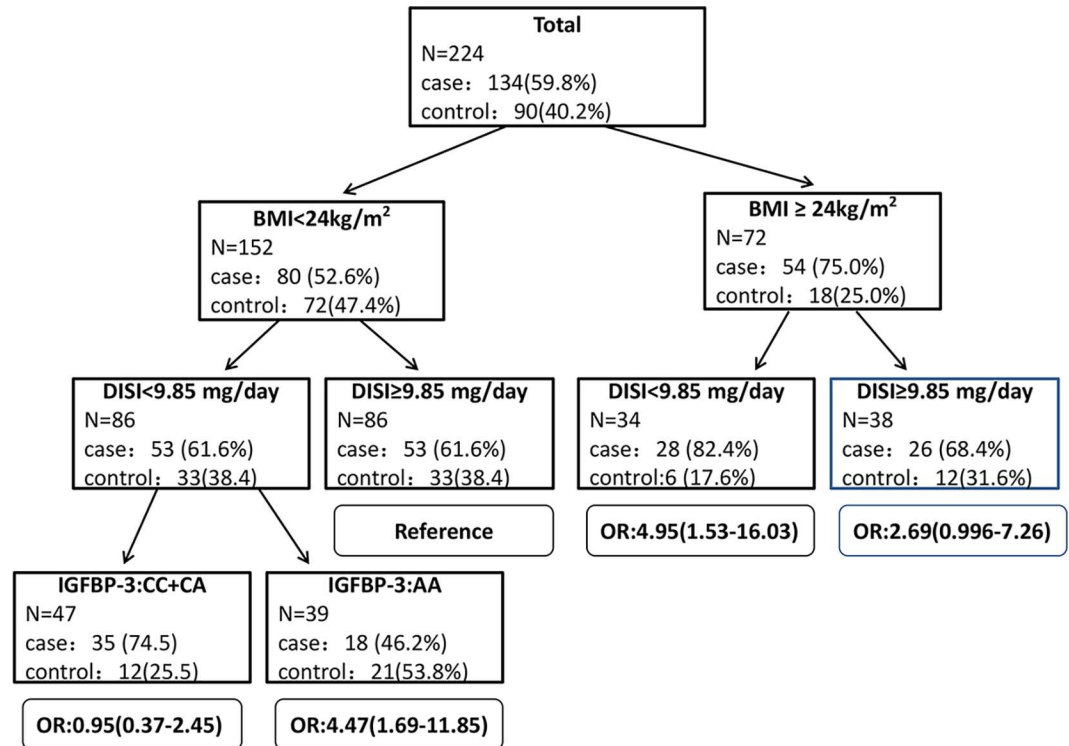 Total
N=224
case：134(59.8%)
control：90(40.2%)
BMI<24kg/m²
N=152
case：80 (52.6%)
control：72(47.4%)
BMI ≥ 24kg/m²
N=72
case：54 (75.0%)
control：18(25.0%)
DISI<9.85 mg/day
N=86
case：53 (61.6%)
control：33(38.4)
DISI≥9.85 mg/day
N=86
case：53 (61.6%)
control：33(38.4)
Reference
DISI<9.85 mg/day
N=34
case：28 (82.4%)
control:6 (17.6%)
OR:4.95(1.53-16.03)
DISI≥9.85 mg/day
N=38
case：26 (68.4%)
control：12(31.6%)
OR:2.69(0.996-7.26)
IGFBP-3:CC+CA
N=47
case：35 (74.5)
control：12(25.5)
OR:0.95(0.37-2.45)
IGFBP-3:AA
N=39
case：18 (46.2%)
control：21(53.8%)
OR:4.47(1.69-11.85)